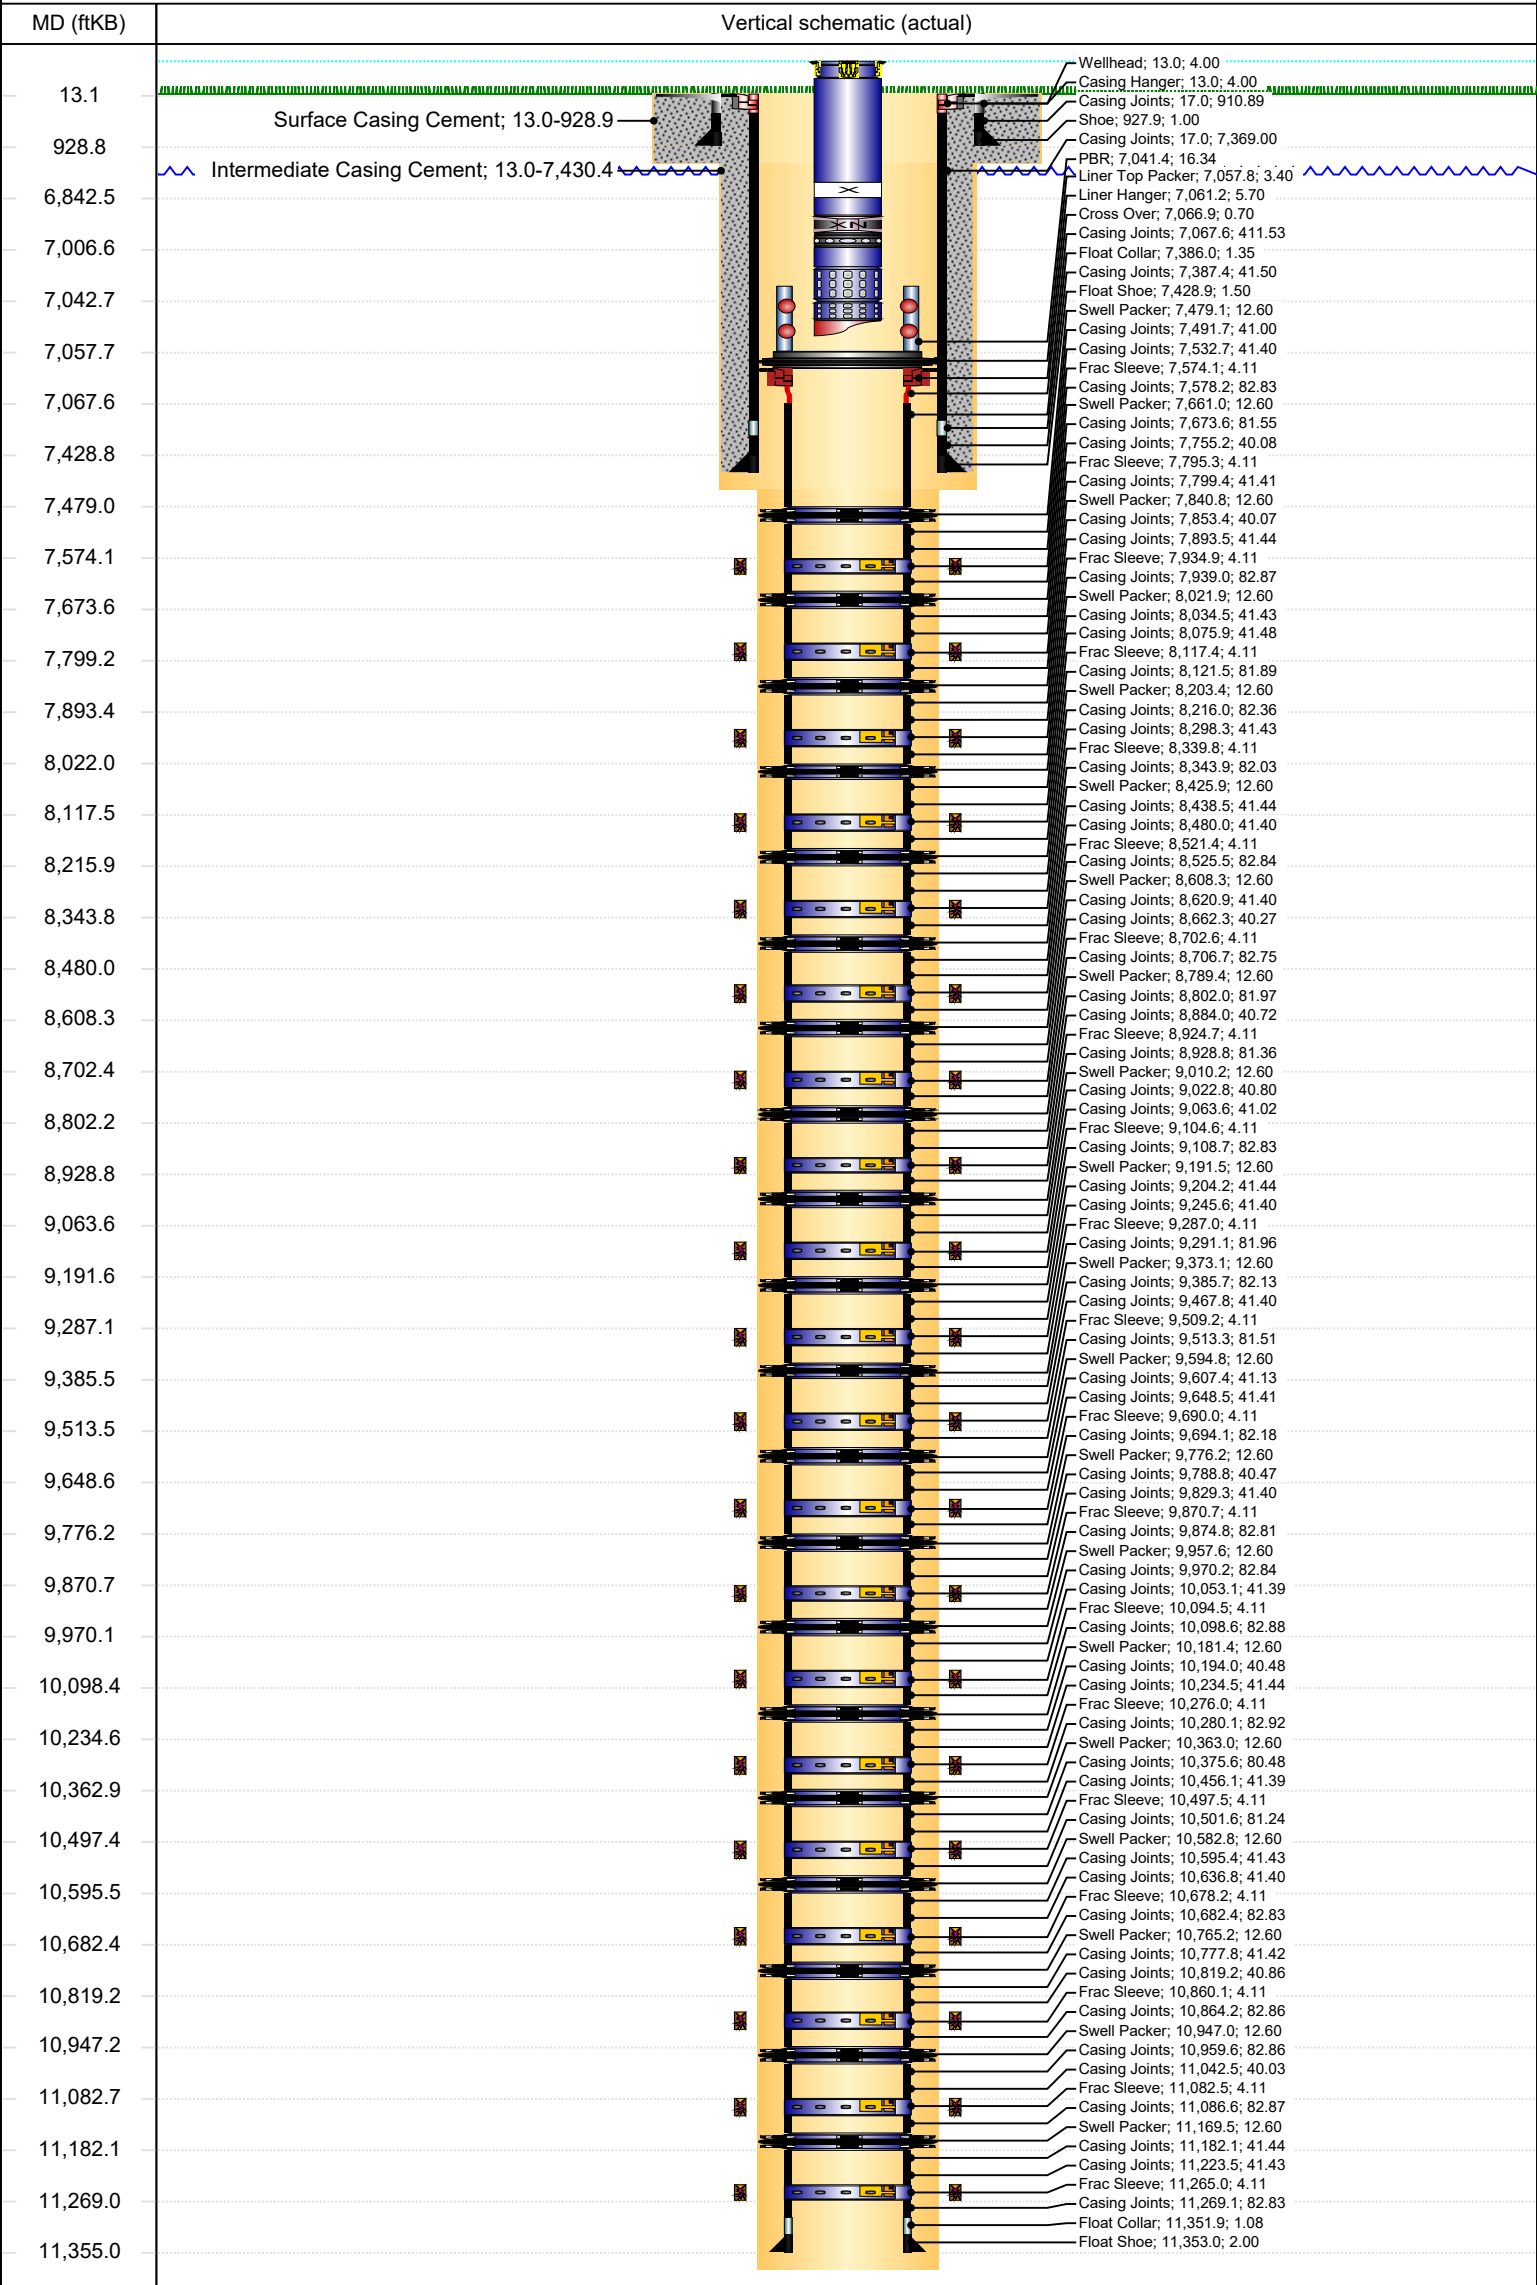 MD (ftKB)
Vertical schematic (actual)
13.1
928.8
6,842.5
7,006.6
7,042.7
7,057.7
7,067.6
7,428.8
7,479.0
7,574.1
7,673.6
7,799.2
7,893.4
8,022.0
8,117.5
8,215.9
8,343.8
8,480.0
8,608.3
8,702.4
8,802.2
8,928.8
9,063.6
9,191.6
9,287.1
9,385.5
9,513.5
9,648.6
9,776.2
9,870.7
9,970.1
10,098.4
10,234.6
10,362.9
10,497.4
10,595.5
10,682.4
10,819.2
10,947.2
11,082.7
11,182.1
11,269.0
11,355.0
Surface Casing Cement; 13.0-928.9
Intermediate Casing Cement; 13.0-7,430.4
Wellhead; 13.0; 4.00
Casing Hanger; 13.0; 4.00
Casing Joints; 17.0; 910.89
Shoe; 927.9; 1.00
Casing Joints; 17.0; 7,369.00
PBR; 7,041.4; 16.34
Liner Top Packer; 7,057.8; 3.40
Liner Hanger; 7,061.2; 5.70
Cross Over; 7,066.9; 0.70
Casing Joints; 7,067.6; 411.53
Float Collar; 7,386.0; 1.35
Casing Joints; 7,387.4; 41.50
Float Shoe; 7,428.9; 1.50
Swell Packer; 7,479.1; 12.60
Casing Joints; 7,491.7; 41.00
Casing Joints; 7,532.7; 41.40
Frac Sleeve; 7,574.1; 4.11
Casing Joints; 7,578.2; 82.83
Swell Packer; 7,661.0; 12.60
Casing Joints; 7,673.6; 81.55
Casing Joints; 7,755.2; 40.08
Frac Sleeve; 7,795.3; 4.11
Casing Joints; 7,799.4; 41.41
Swell Packer; 7,840.8; 12.60
Casing Joints; 7,853.4; 40.07
Casing Joints; 7,893.5; 41.44
Frac Sleeve; 7,934.9; 4.11
Casing Joints; 7,939.0; 82.87
Swell Packer; 8,021.9; 12.60
Casing Joints; 8,034.5; 41.43
Casing Joints; 8,075.9; 41.48
Frac Sleeve; 8,117.4; 4.11
Casing Joints; 8,121.5; 81.89
Swell Packer; 8,203.4; 12.60
Casing Joints; 8,216.0; 82.36
Casing Joints; 8,298.3; 41.43
Frac Sleeve; 8,339.8; 4.11
Casing Joints; 8,343.9; 82.03
Swell Packer; 8,425.9; 12.60
Casing Joints; 8,438.5; 41.44
Casing Joints; 8,480.0; 41.40
Frac Sleeve; 8,521.4; 4.11
Casing Joints; 8,525.5; 82.84
Swell Packer; 8,608.3; 12.60
Casing Joints; 8,620.9; 41.40
Casing Joints; 8,662.3; 40.27
Frac Sleeve; 8,702.6; 4.11
Casing Joints; 8,706.7; 82.75
Swell Packer; 8,789.4; 12.60
Casing Joints; 8,802.0; 81.97
Casing Joints; 8,884.0; 40.72
Frac Sleeve; 8,924.7; 4.11
Casing Joints; 8,928.8; 81.36
Swell Packer; 9,010.2; 12.60
Casing Joints; 9,022.8; 40.80
Casing Joints; 9,063.6; 41.02
Frac Sleeve; 9,104.6; 4.11
Casing Joints; 9,108.7; 82.83
Swell Packer; 9,191.5; 12.60
Casing Joints; 9,204.2; 41.44
Casing Joints; 9,245.6; 41.40
Frac Sleeve; 9,287.0; 4.11
Casing Joints; 9,291.1; 81.96
Swell Packer; 9,373.1; 12.60
Casing Joints; 9,385.7; 82.13
Casing Joints; 9,467.8; 41.40
Frac Sleeve; 9,509.2; 4.11
Casing Joints; 9,513.3; 81.51
Swell Packer; 9,594.8; 12.60
Casing Joints; 9,607.4; 41.13
Casing Joints; 9,648.5; 41.41
Frac Sleeve; 9,690.0; 4.11
Casing Joints; 9,694.1; 82.18
Swell Packer; 9,776.2; 12.60
Casing Joints; 9,788.8; 40.47
Casing Joints; 9,829.3; 41.40
Frac Sleeve; 9,870.7; 4.11
Casing Joints; 9,874.8; 82.81
Swell Packer; 9,957.6; 12.60
Casing Joints; 9,970.2; 82.84
Casing Joints; 10,053.1; 41.39
Frac Sleeve; 10,094.5; 4.11
Casing Joints; 10,098.6; 82.88
Swell Packer; 10,181.4; 12.60
Casing Joints; 10,194.0; 40.48
Casing Joints; 10,234.5; 41.44
Frac Sleeve; 10,276.0; 4.11
Casing Joints; 10,280.1; 82.92
Swell Packer; 10,363.0; 12.60
Casing Joints; 10,375.6; 80.48
Casing Joints; 10,456.1; 41.39
Frac Sleeve; 10,497.5; 4.11
Casing Joints; 10,501.6; 81.24
Swell Packer; 10,582.8; 12.60
Casing Joints; 10,595.4; 41.43
Casing Joints; 10,636.8; 41.40
Frac Sleeve; 10,678.2; 4.11
Casing Joints; 10,682.4; 82.83
Swell Packer; 10,765.2; 12.60
Casing Joints; 10,777.8; 41.42
Casing Joints; 10,819.2; 40.86
Frac Sleeve; 10,860.1; 4.11
Casing Joints; 10,864.2; 82.86
Swell Packer; 10,947.0; 12.60
Casing Joints; 10,959.6; 82.86
Casing Joints; 11,042.5; 40.03
Frac Sleeve; 11,082.5; 4.11
Casing Joints; 11,086.6; 82.87
Swell Packer; 11,169.5; 12.60
Casing Joints; 11,182.1; 41.44
Casing Joints; 11,223.5; 41.43
Frac Sleeve; 11,265.0; 4.11
Casing Joints; 11,269.1; 82.83
Float Collar; 11,351.9; 1.08
Float Shoe; 11,353.0; 2.00